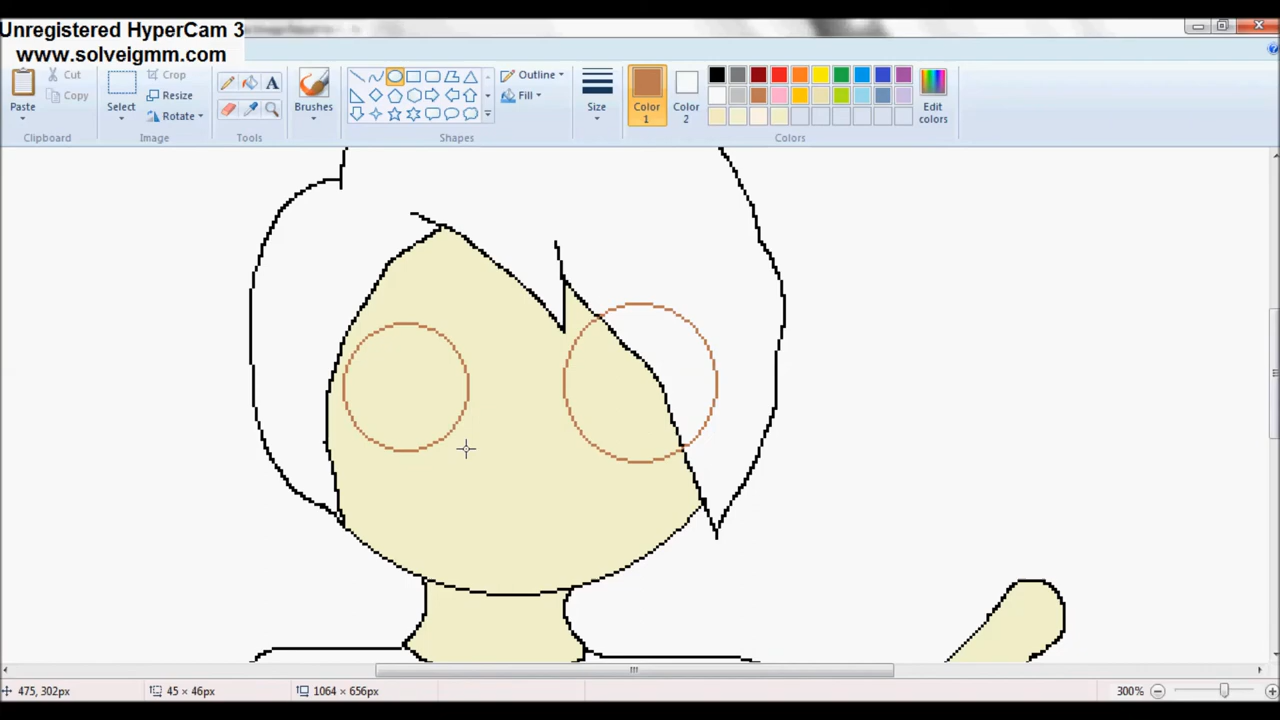 Unregistered HyperCam 3
www.solveigmm.com
Paste
Cut
Copy
Clipboard
Select
Crop
Resize
Rotate
Image
A
Tools
Brushes
Outline
Fill
Shapes
Size
Color 1
Color 2
Edit colors
Colors
475, 302px
45 × 46px
1064 × 656px
300%